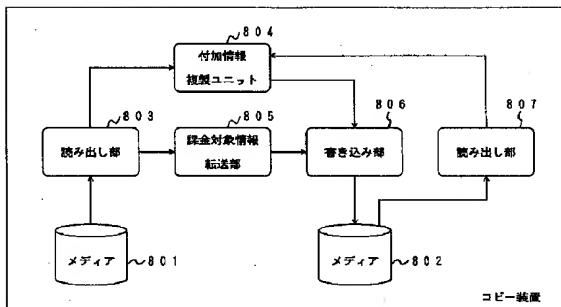 804
付加情報
複製ユニット
803
805
806
807
読み出し部
課金対象情報
転送部
書き込み部
読み出し部
メディア
801
メディア
802
コピー装置